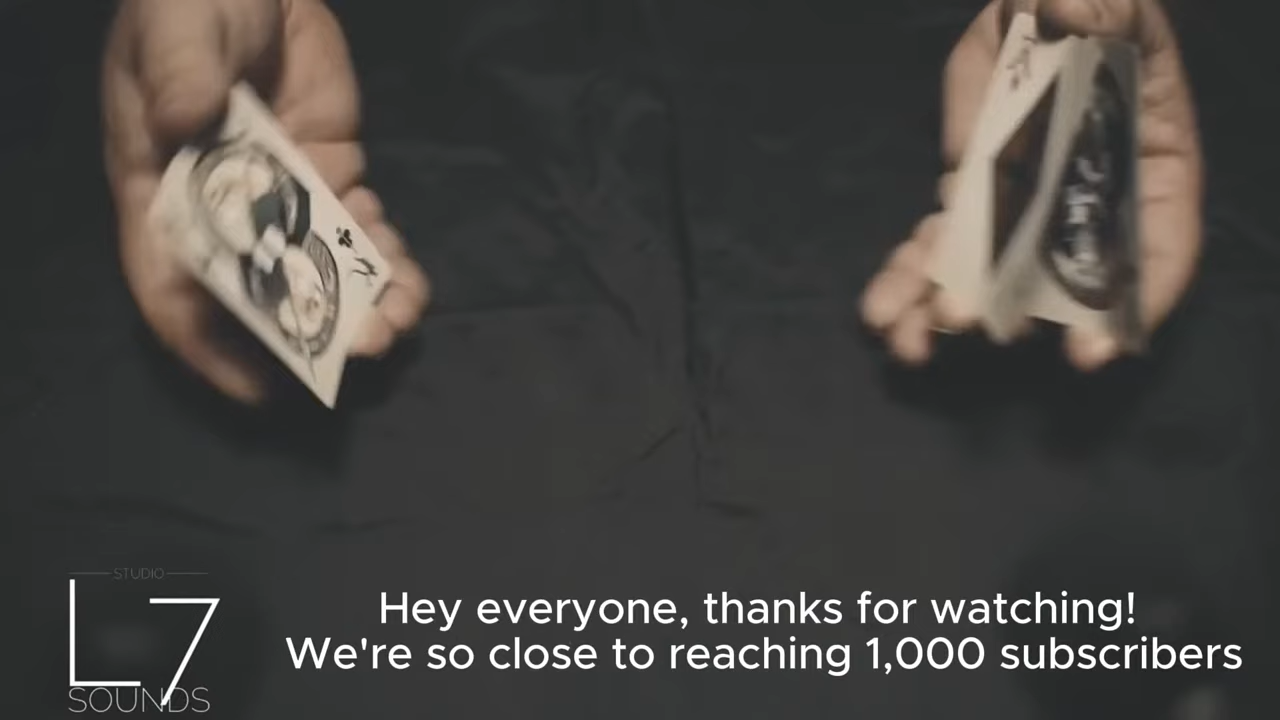 STUDIO
L7
SOUNDS
Hey everyone, thanks for watching!
We're so close to reaching 1,000 subscribers